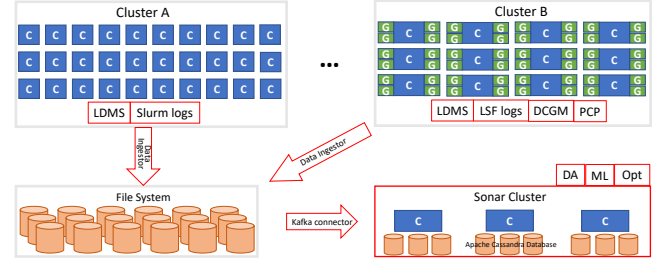 Cluster A
Cluster B
C C C C C C C C C C
C C C C C C C C C C
C C C C C C C C C C
...
G C G G C G G C G G C G
G G G G G G G G
G C G G C G G C G G C G
G G G G G G G G
G C G G C G G C G G C G
G G G G G G G G
LDMS Slurm logs
LDMS LSF logs DCGM PCP
Data
Ingestor
Data Ingestor
DA ML Opt
File System
Kafka connector
Sonar Cluster
C C C
Apache Cassandra Database